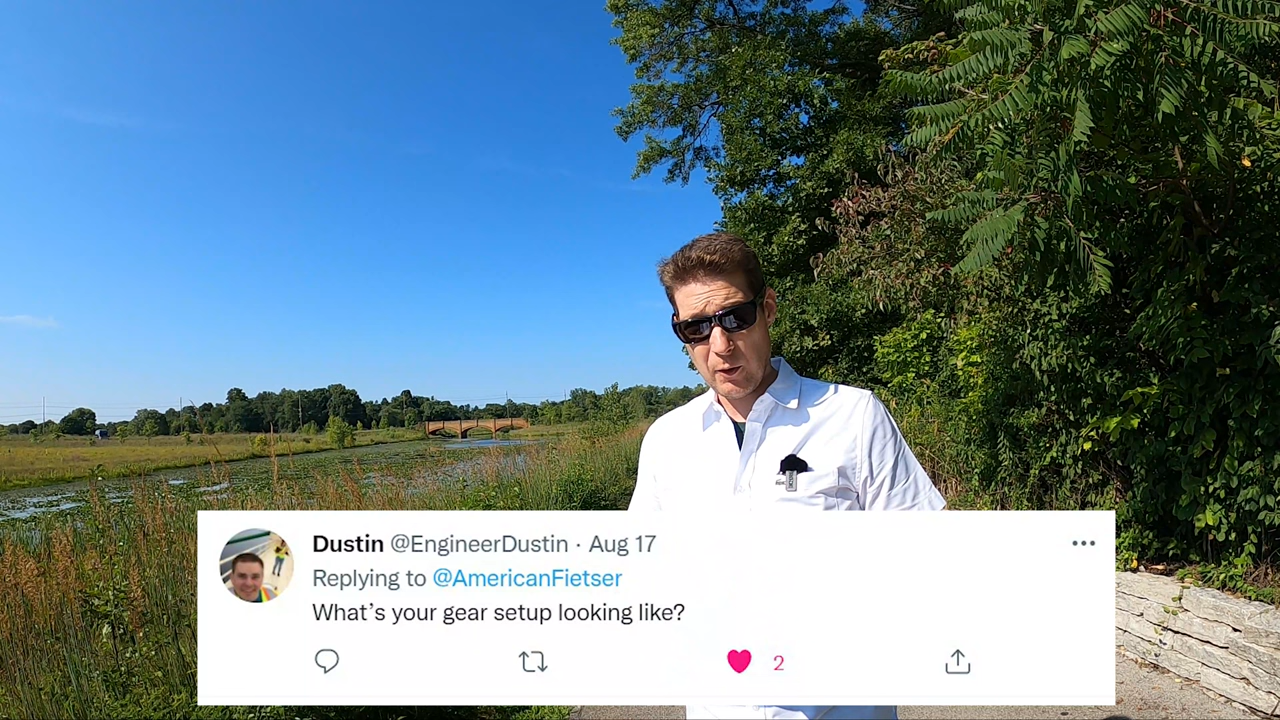 Dustin @EngineerDustin · Aug 17
Replying to @AmericanFietser
What's your gear setup looking like?
2